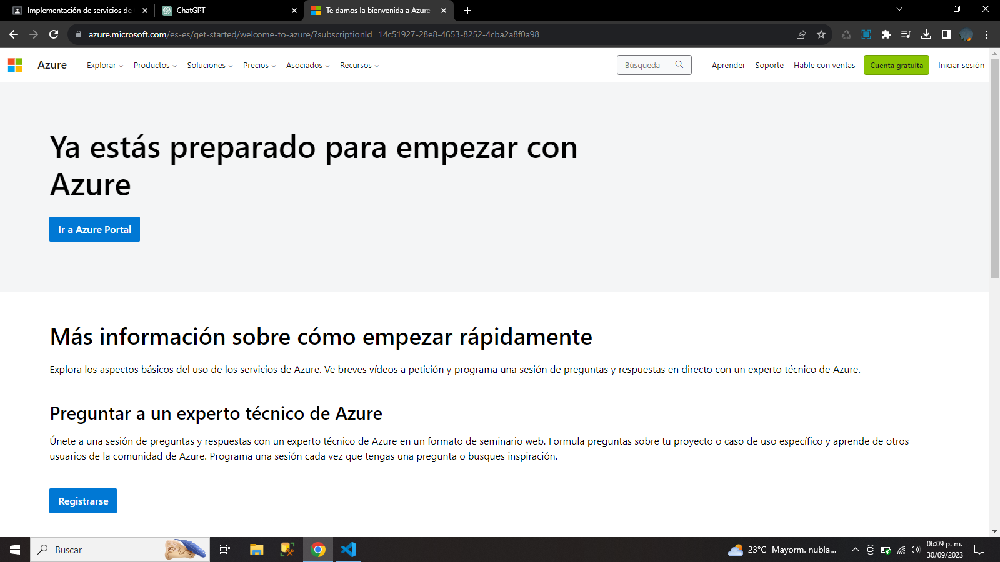 Implementación de servicios de
ChatGPT
Te damos la bienvenida a Azure
azure.microsoft.com/es-es/get-started/welcome-to-azure/?subscriptionId=14c51927-28e8-4653-8252-4cba2a8f0a98
Azure
Explorar
Productos
Soluciones
Precios
Asociados
Recursos
Búsqueda
Aprender
Soporte
Hable con ventas
Cuenta gratuita
Iniciar sesión
Ya estás preparado para empezar con
Azure
Ir a Azure Portal
Más información sobre cómo empezar rápidamente
Explora los aspectos básicos del uso de los servicios de Azure. Ve breves vídeos a petición y programa una sesión de preguntas y respuestas en directo con un experto técnico de Azure.
Preguntar a un experto técnico de Azure
Únete a una sesión de preguntas y respuestas con un experto técnico de Azure en un formato de seminario web. Formula preguntas sobre tu proyecto o caso de uso específico y aprende de otros
usuarios de la comunidad de Azure. Programa una sesión cada vez que tengas una pregunta o busques inspiración.
Registrarse
Buscar
23°C Mayorm. nubla...
06:09 p. m.
30/09/2023